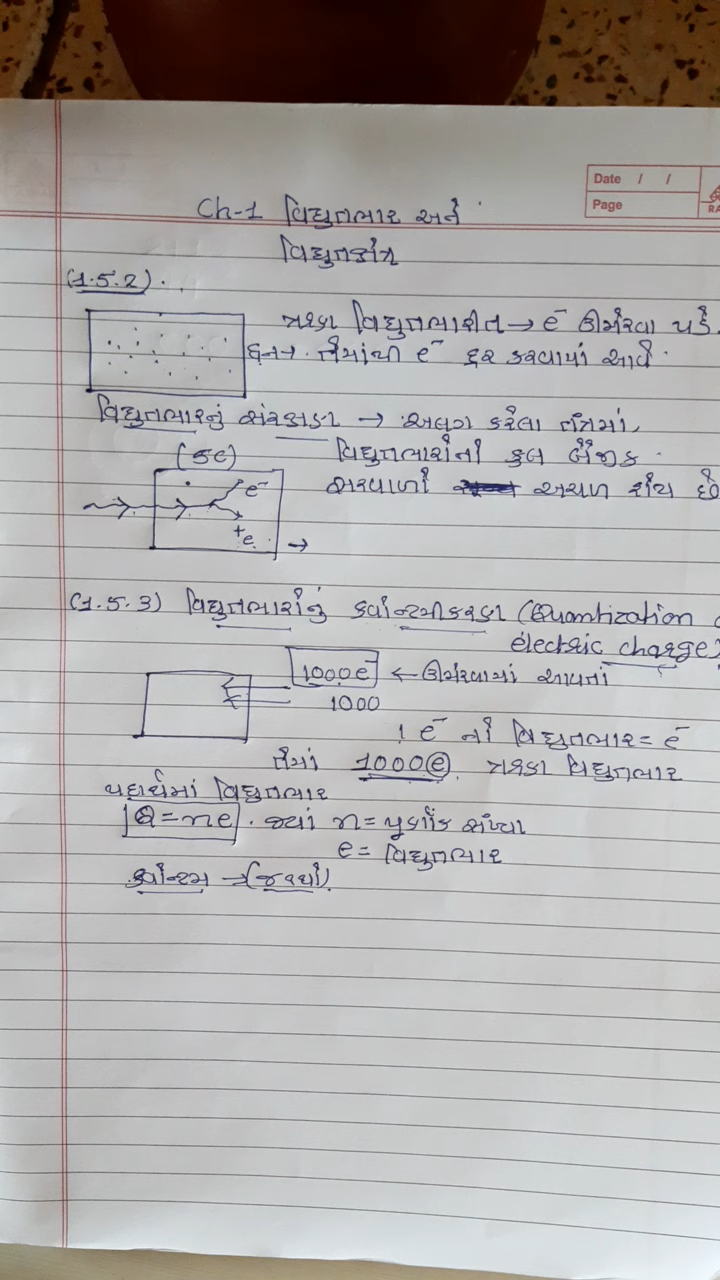 Date / /
Page
Ch-1 વિદ્યુતભાર અને
વિદ્યુતક્ષેત્ર
(1.5.2).
ઋણ વિદ્યુતભારીત → e⁻ ઉમેરવા પડે.
ધન → તેમાંથી e⁻ દૂર કરવામાં આવે.
વિદ્યુતભારનું સંરક્ષણ → અલગ કરેલા તંત્રમાં,
(5e) વિદ્યુતભારોનો કુલ બૈજીક
સરવાળો અચળ રહે છે
e⁻
+e →
(1.5.3) વિદ્યુતભારોનું ક્વોન્ટમીકરણ (Quantization
electric charge)
1000e⁻ ← ઉમેરવામાં આવતાં
1000
1 e⁻ નો વિદ્યુતભાર = e⁻
તેમાં 1000e. ઋણ વિદ્યુતભાર
પદાર્થમાં વિદ્યુતભાર
Q = ne. જ્યાં n = પૂર્ણાંક સંખ્યા
e = વિદ્યુતભાર
ક્વોન્ટમ → (જથ્થો)